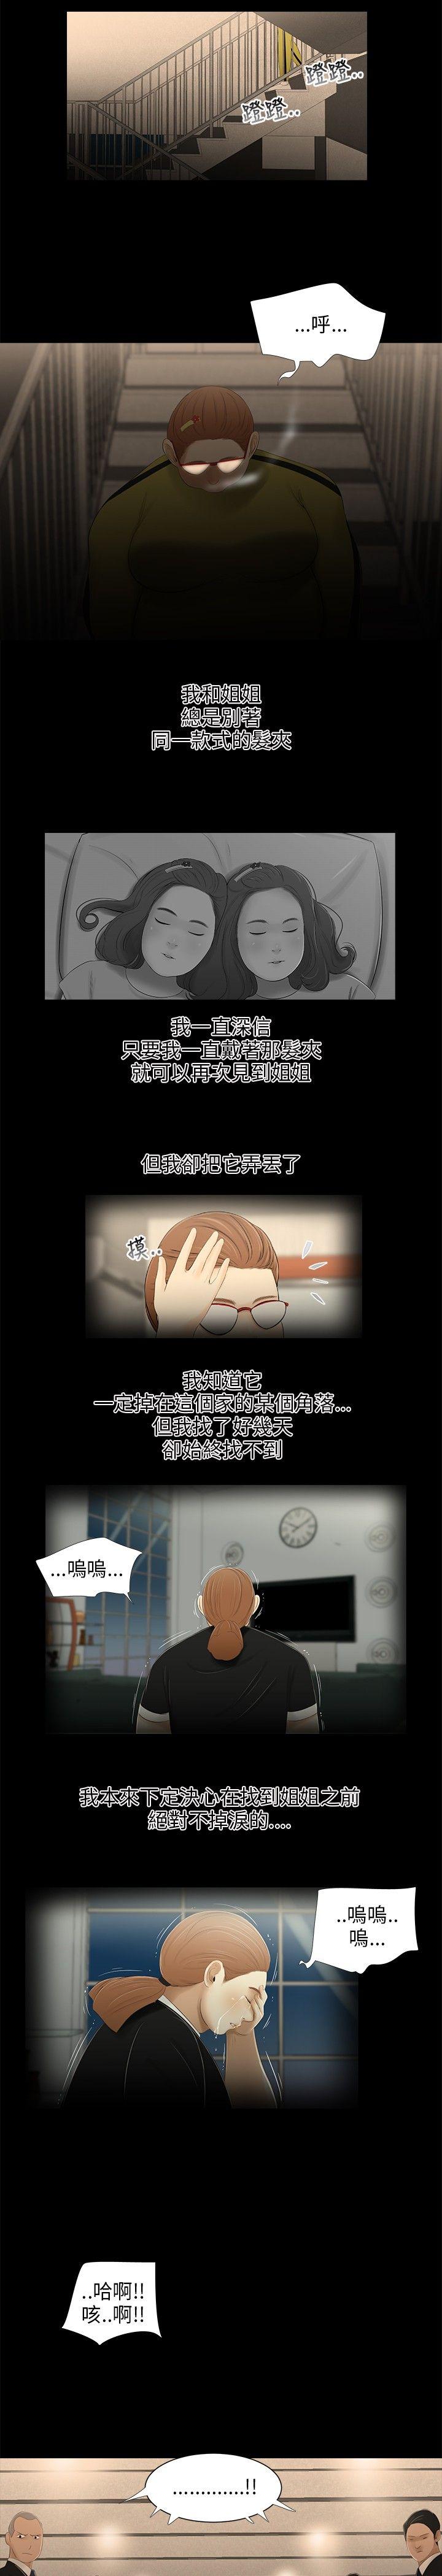 蹬蹬..
蹬蹬..
...呼...
我和姐姐
總是別著
同一款式的髮夾
我一直深信
只要我一直戴著那髮夾
就可以再次見到姐姐
但我卻把它弄丟了
摸..
我知道它
一定掉在這個家的某個角落...
但我找了好幾天
卻始終找不到
...嗚嗚...
我本來下定決心在找到姐姐之前
絕對不掉淚的....
..嗚嗚..
嗚...
..哈啊!!
咳..啊!!
...............!!